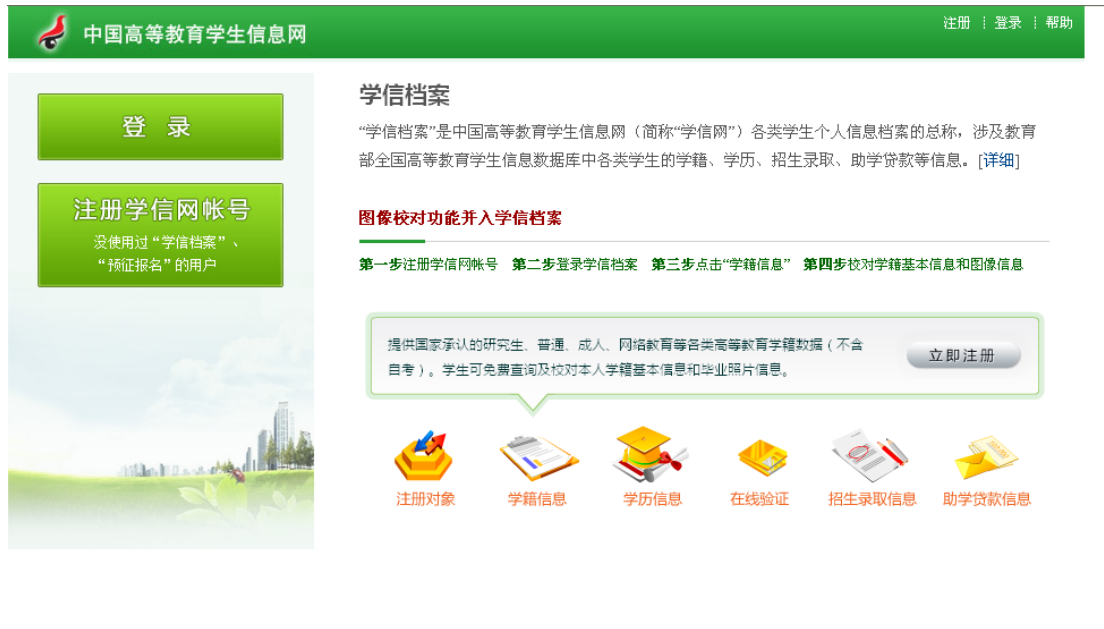 中国高等教育学生信息网
注册 | 登录 | 帮助
登 录
注册学信网帐号
没使用过“学信档案”、
“预征报名”的用户
学信档案
“学信档案”是中国高等教育学生信息网（简称“学信网”）各类学生个人信息档案的总称，涉及教育
部全国高等教育学生信息数据库中各类学生的学籍、学历、招生录取、助学贷款等信息。[详细]
图像校对功能并入学信档案
第一步注册学信网帐号 第二步登录学信档案 第三步点击“学籍信息” 第四步校对学籍基本信息和图像信息
提供国家承认的研究生、普通、成人、网络教育等各类高等教育学籍数据（不含
自考）。学生可免费查询及校对本人学籍基本信息和毕业照片信息。
立即注册
注册对象 学籍信息 学历信息 在线验证 招生录取信息 助学贷款信息